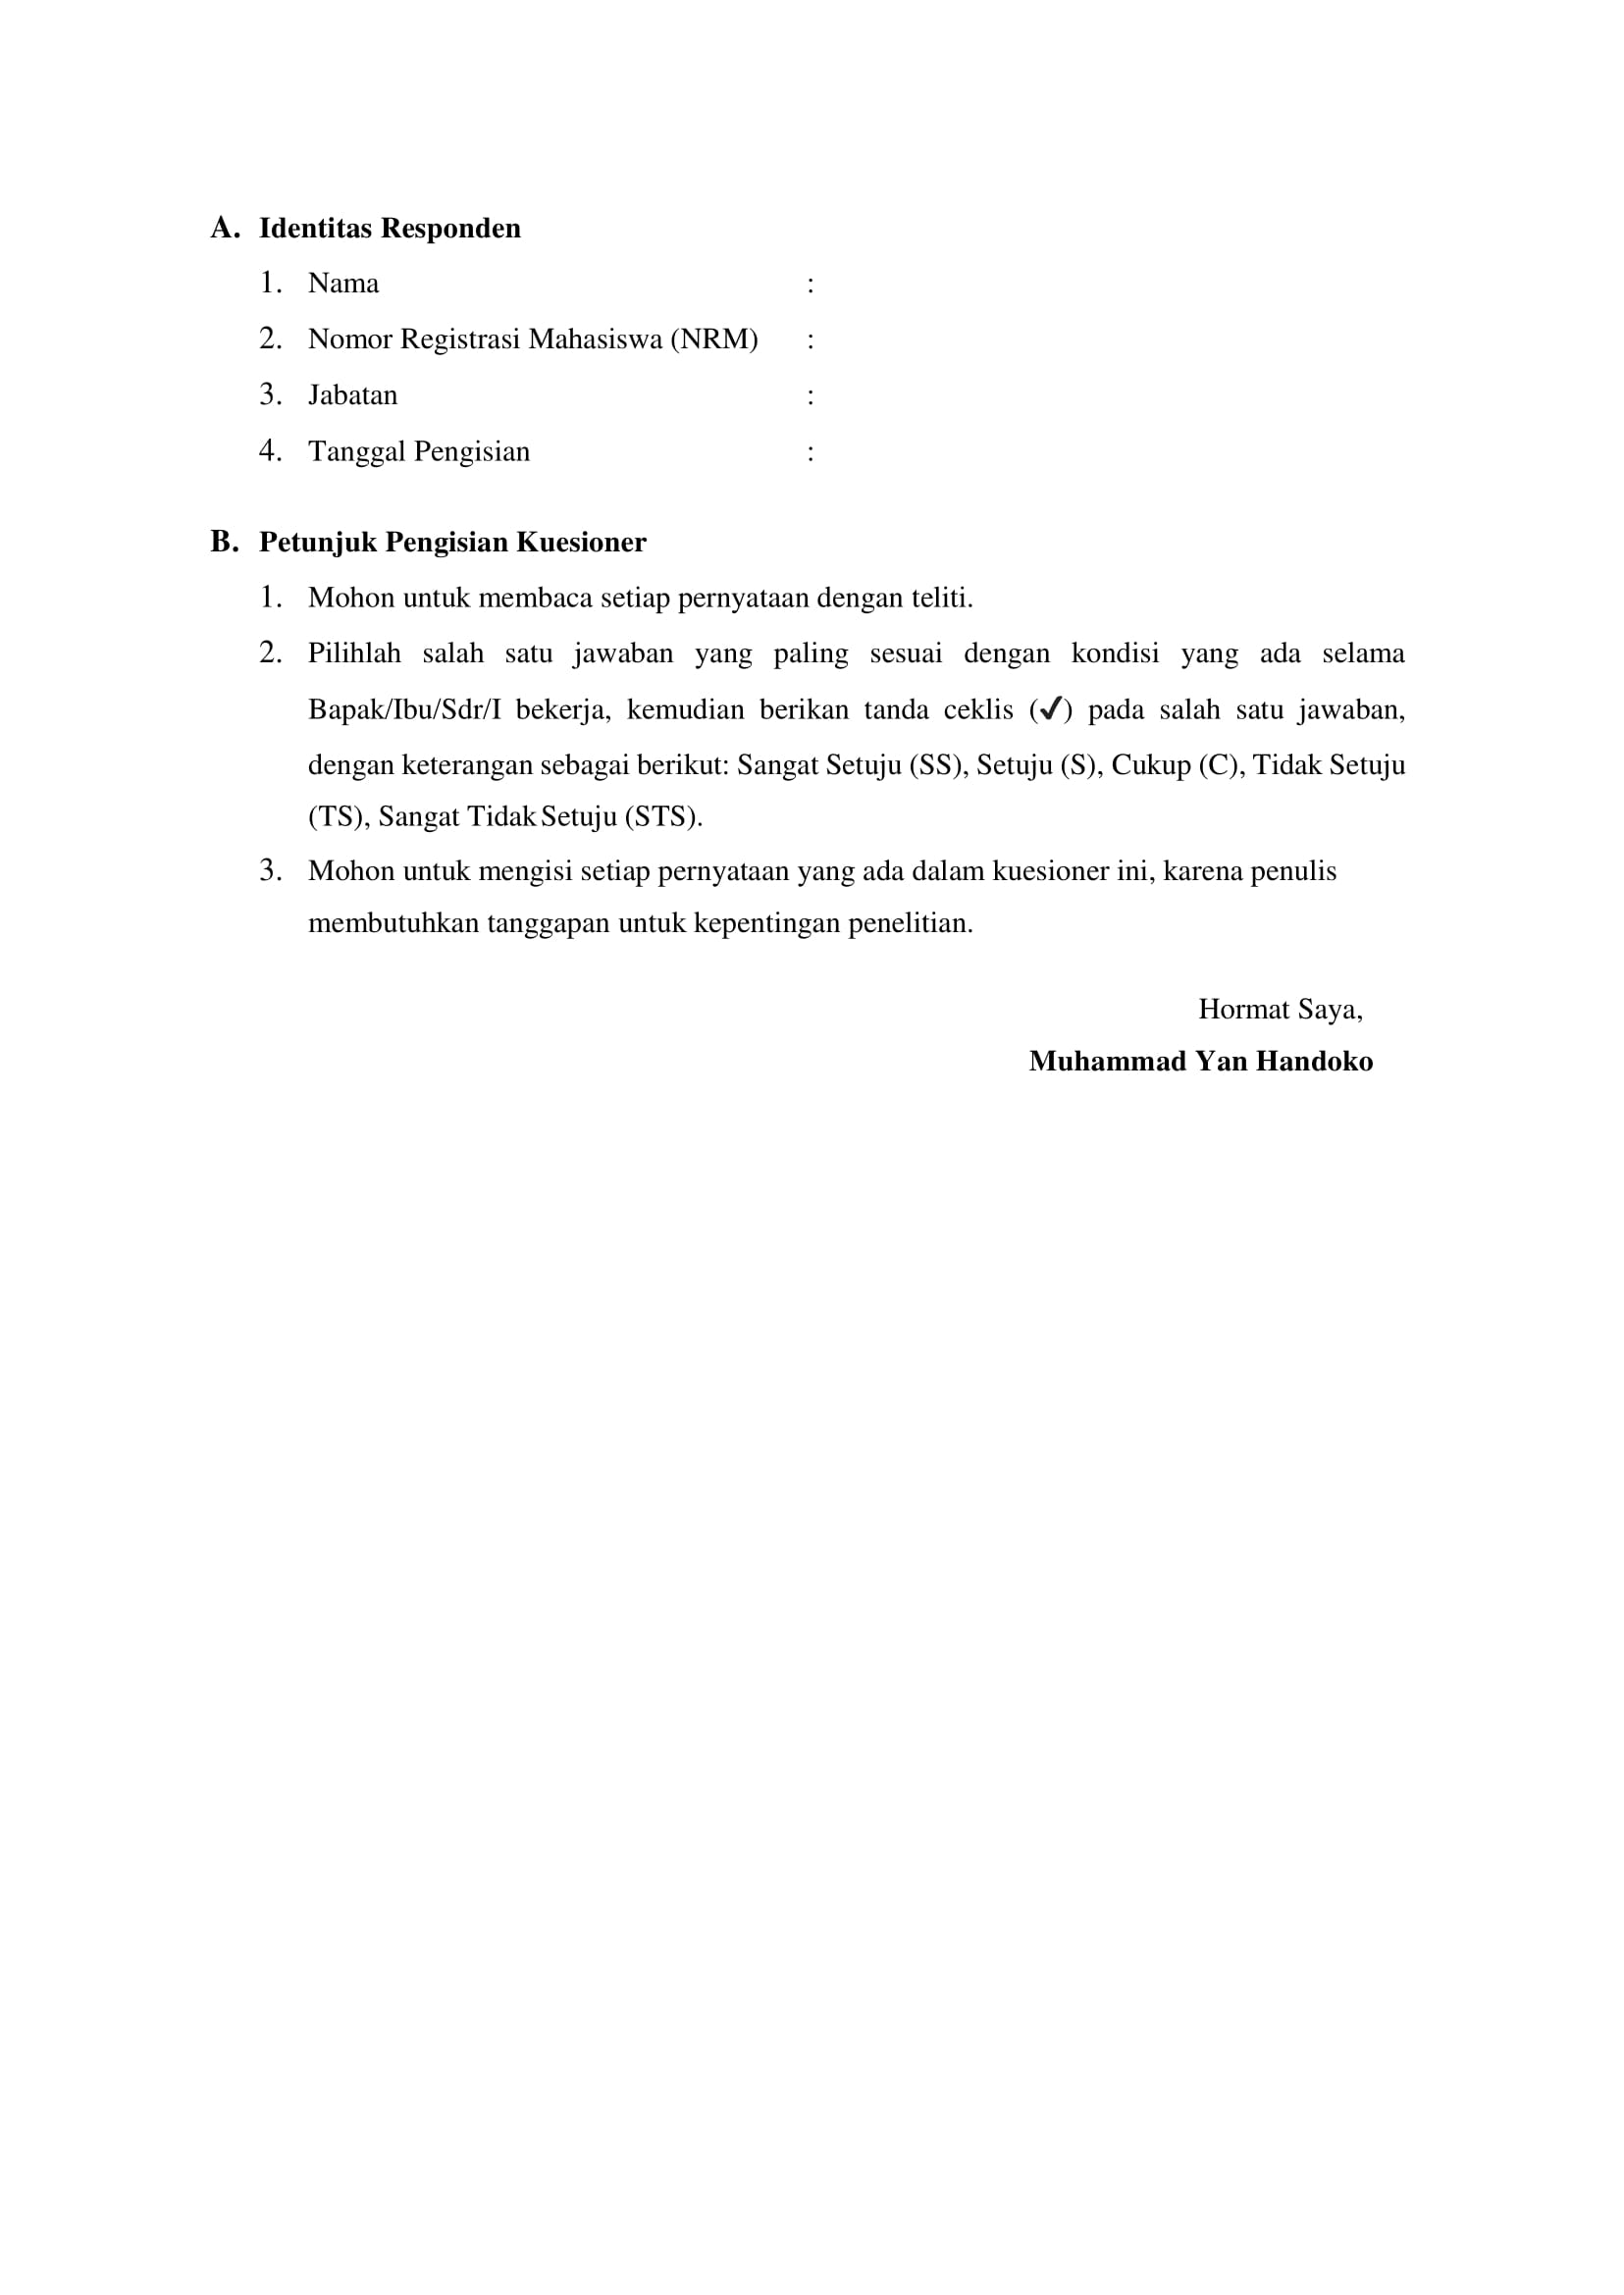 A. Identitas Responden
1. Nama :
2. Nomor Registrasi Mahasiswa (NRM) :
3. Jabatan :
4. Tanggal Pengisian :
B. Petunjuk Pengisian Kuesioner
1. Mohon untuk membaca setiap pernyataan dengan teliti.
2. Pilihlah salah satu jawaban yang paling sesuai dengan kondisi yang ada selama
Bapak/Ibu/Sdr/I bekerja, kemudian berikan tanda ceklis (✓) pada salah satu jawaban,
dengan keterangan sebagai berikut: Sangat Setuju (SS), Setuju (S), Cukup (C), Tidak Setuju
(TS), Sangat Tidak Setuju (STS).
3. Mohon untuk mengisi setiap pernyataan yang ada dalam kuesioner ini, karena penulis
membutuhkan tanggapan untuk kepentingan penelitian.
Hormat Saya,
Muhammad Yan Handoko